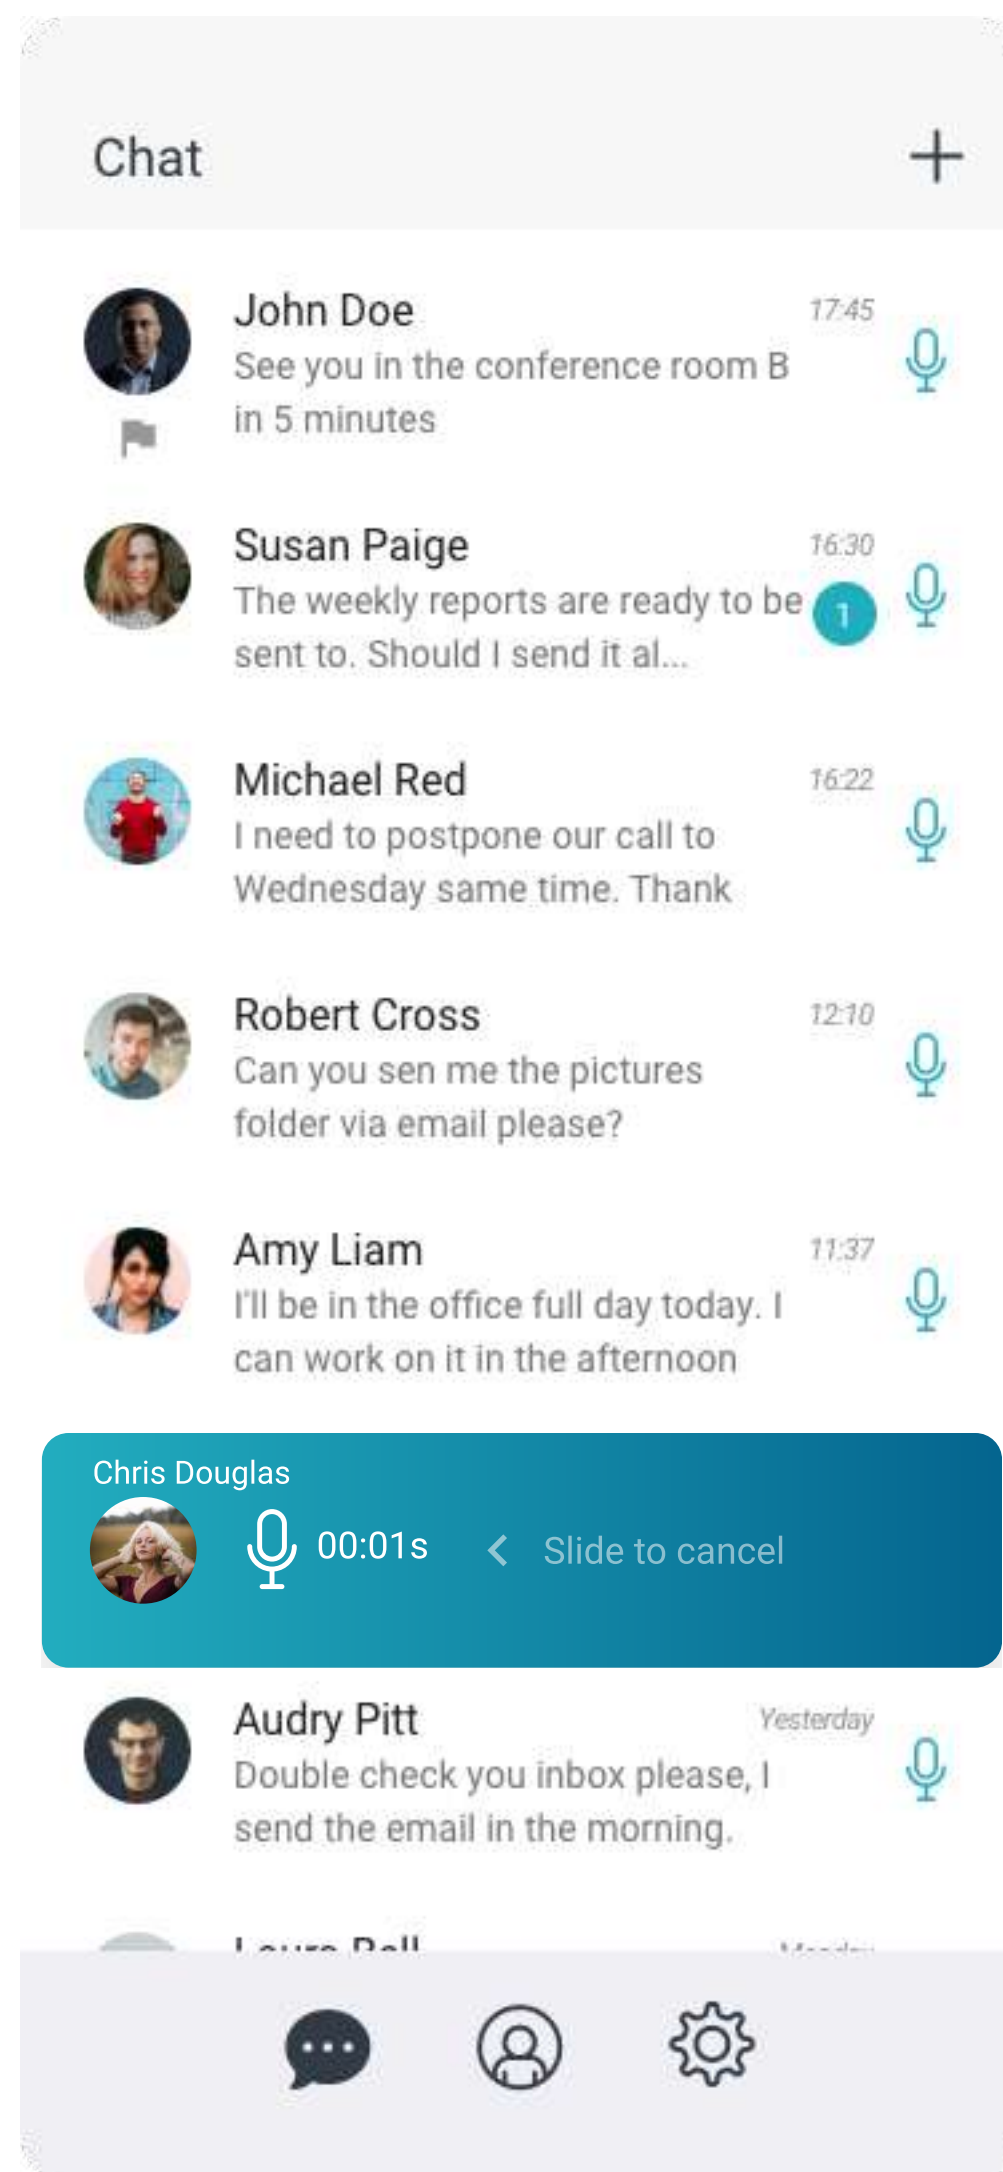 Chat
John Doe
17:45
See you in the conference room B
in 5 minutes
Susan Paige
16:30
The weekly reports are ready to be
1
sent to. Should I send it al...
Michael Red
16:22
I need to postpone our call to
Wednesday same time. Thank
Robert Cross
12:10
Can you sen me the pictures
folder via email please?
Amy Liam
11:37
I'll be in the office full day today. I
can work on it in the afternoon
Chris Douglas
00:01s
Slide to cancel
Audry Pitt
Yesterday
Double check you inbox please, I
send the email in the morning.